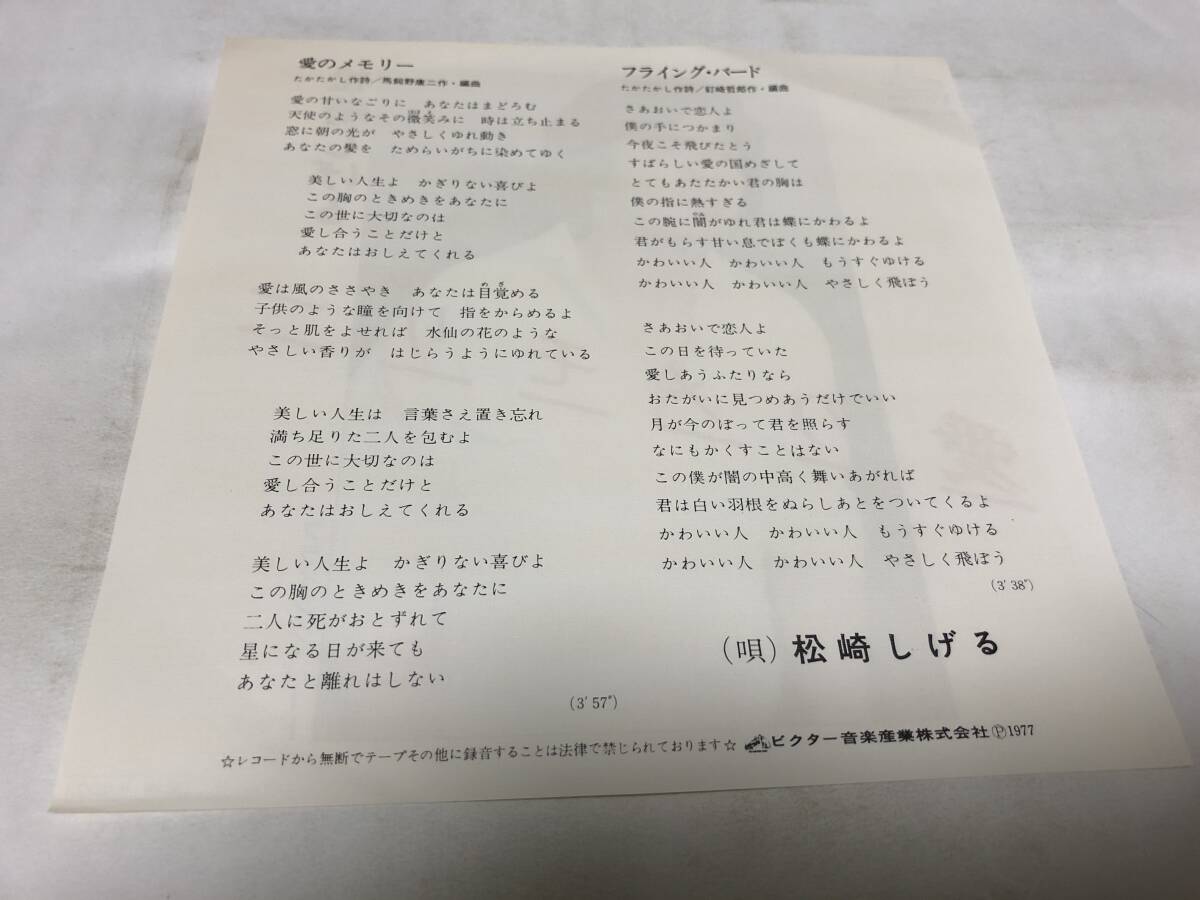 愛のメモリー
たかたかし作詩／馬飼野康二作・編曲
愛の甘いなごりに　あなたはまどろむ
天使のようなその微笑みに　時は立ち止まる
窓に朝の光が　やさしくゆれ動き
あなたの髪を　ためらいがちに染めてゆく
美しい人生よ　かぎりない喜びよ
この胸のときめきをあなたに
この世に大切なのは
愛し合うことだけと
あなたはおしえてくれる
愛は風のささやき　あなたは目覚める
子供のような瞳を向けて　指をからめるよ
そっと肌をよせれば　水仙の花のような
やさしい香りが　はじらうようにゆれている
美しい人生は　言葉さえ置き忘れ
満ち足りた二人を包むよ
この世に大切なのは
愛し合うことだけと
あなたはおしえてくれる
美しい人生よ　かぎりない喜びよ
この胸のときめきをあなたに
二人に死がおとずれて
星になる日が来ても
あなたと離れはしない
(3′57″)
フライング・バード
たかたかし作詩／釘崎哲郎作・編曲
さあおいで恋人よ
僕の手につかまり
今夜こそ飛びたとう
すばらしい愛の国めざして
とてもあたたかい君の胸は
僕の指に熱すぎる
この腕に闇がゆれ君は蝶にかわるよ
君がもらす甘い息でぼくも蝶にかわるよ
かわいい人　かわいい人　もうすぐゆける
かわいい人　かわいい人　やさしく飛ぼう
さあおいで恋人よ
この日を待っていた
愛しあうふたりなら
おたがいに見つめあうだけでいい
月が今のぼって君を照らす
なにもかくすことはない
この僕が闇の中高く舞いあがれば
君は白い羽根をぬらしあとをついてくるよ
かわいい人　かわいい人　もうすぐゆける
かわいい人　かわいい人　やさしく飛ぼう
(3′38″)
(唄) 松崎しげる
☆レコードから無断でテープその他に録音することは法律で禁じられております☆
ビクター音楽産業株式会社Ⓟ1977